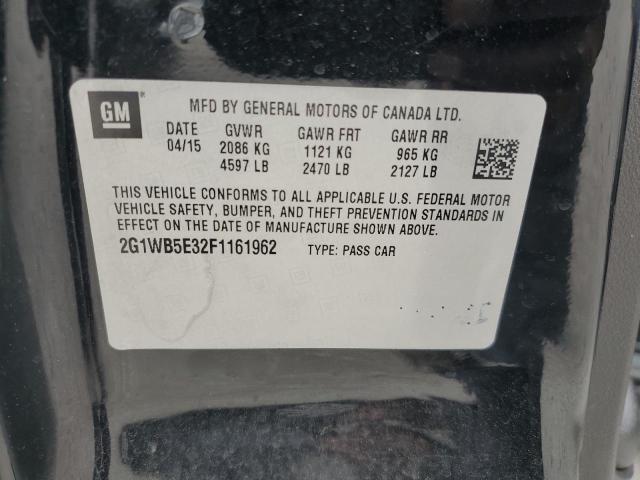 GM®
MFD BY GENERAL MOTORS OF CANADA LTD.
DATE GVWR GAWR FRT GAWR RR
04/15 2086 KG 1121 KG 965 KG
4597 LB 2470 LB 2127 LB
THIS VEHICLE CONFORMS TO ALL APPLICABLE U.S. FEDERAL MOTOR
VEHICLE SAFETY, BUMPER, AND THEFT PREVENTION STANDARDS IN
EFFECT ON THE DATE OF MANUFACTURE SHOWN ABOVE.
2G1WB5E32F1161962 TYPE: PASS CAR